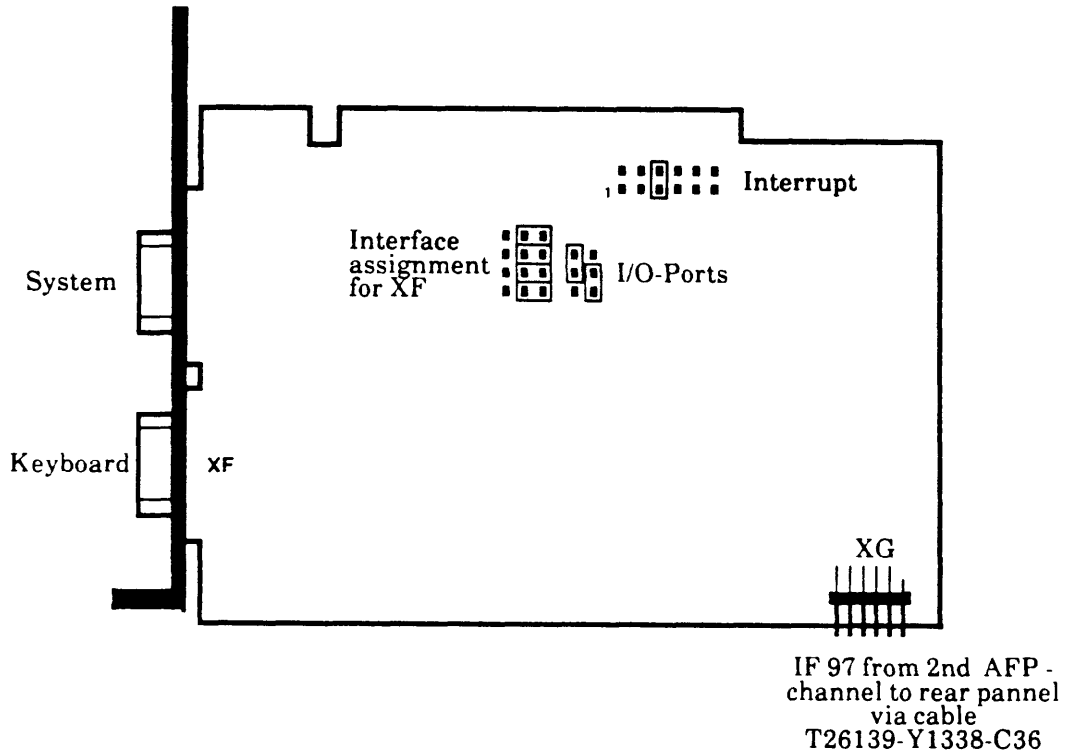 1
Interrupt
Interface
assignment
for XF
I/O-Ports
System
Keyboard
XF
XG
IF 97 from 2nd AFP -
channel to rear pannel
via cable
T26139-Y1338-C36